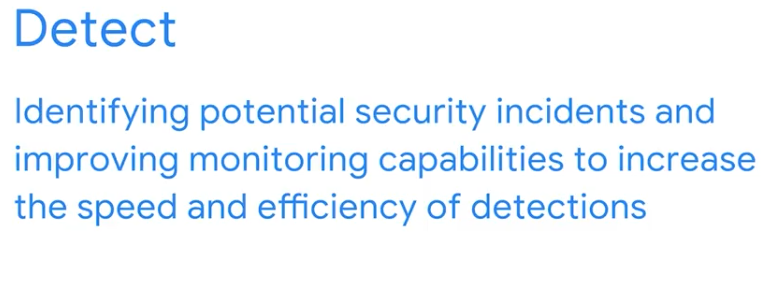 Detect
Identifying potential security incidents and
improving monitoring capabilities to increase
the speed and efficiency of detections